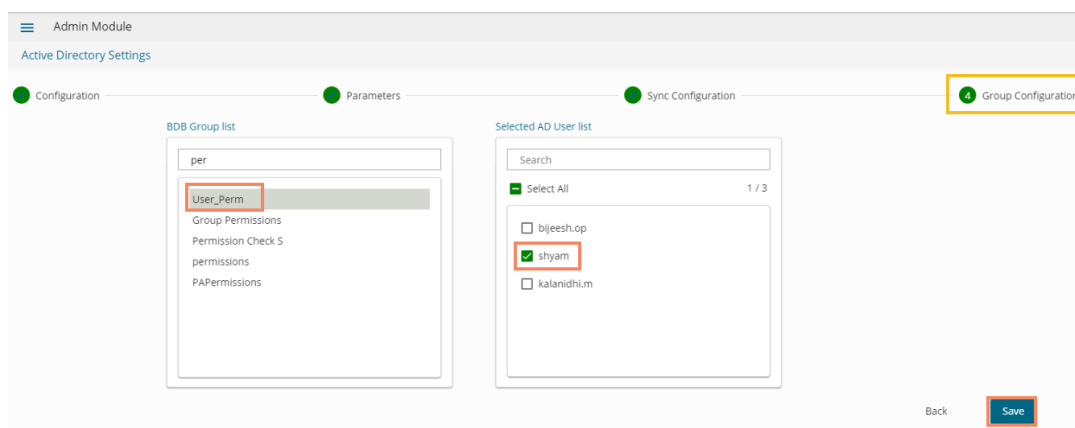 Admin Module
Active Directory Settings
Configuration
Parameters
Sync Configuration
4 Group Configuration
BDB Group list
Selected AD User list
per
Search
Select All 1 / 3
User_Perm
Group Permissions
Permission Check S
permissions
PAPermissions
bijeesh.op
shyam
kalanidhi.m
Back
Save